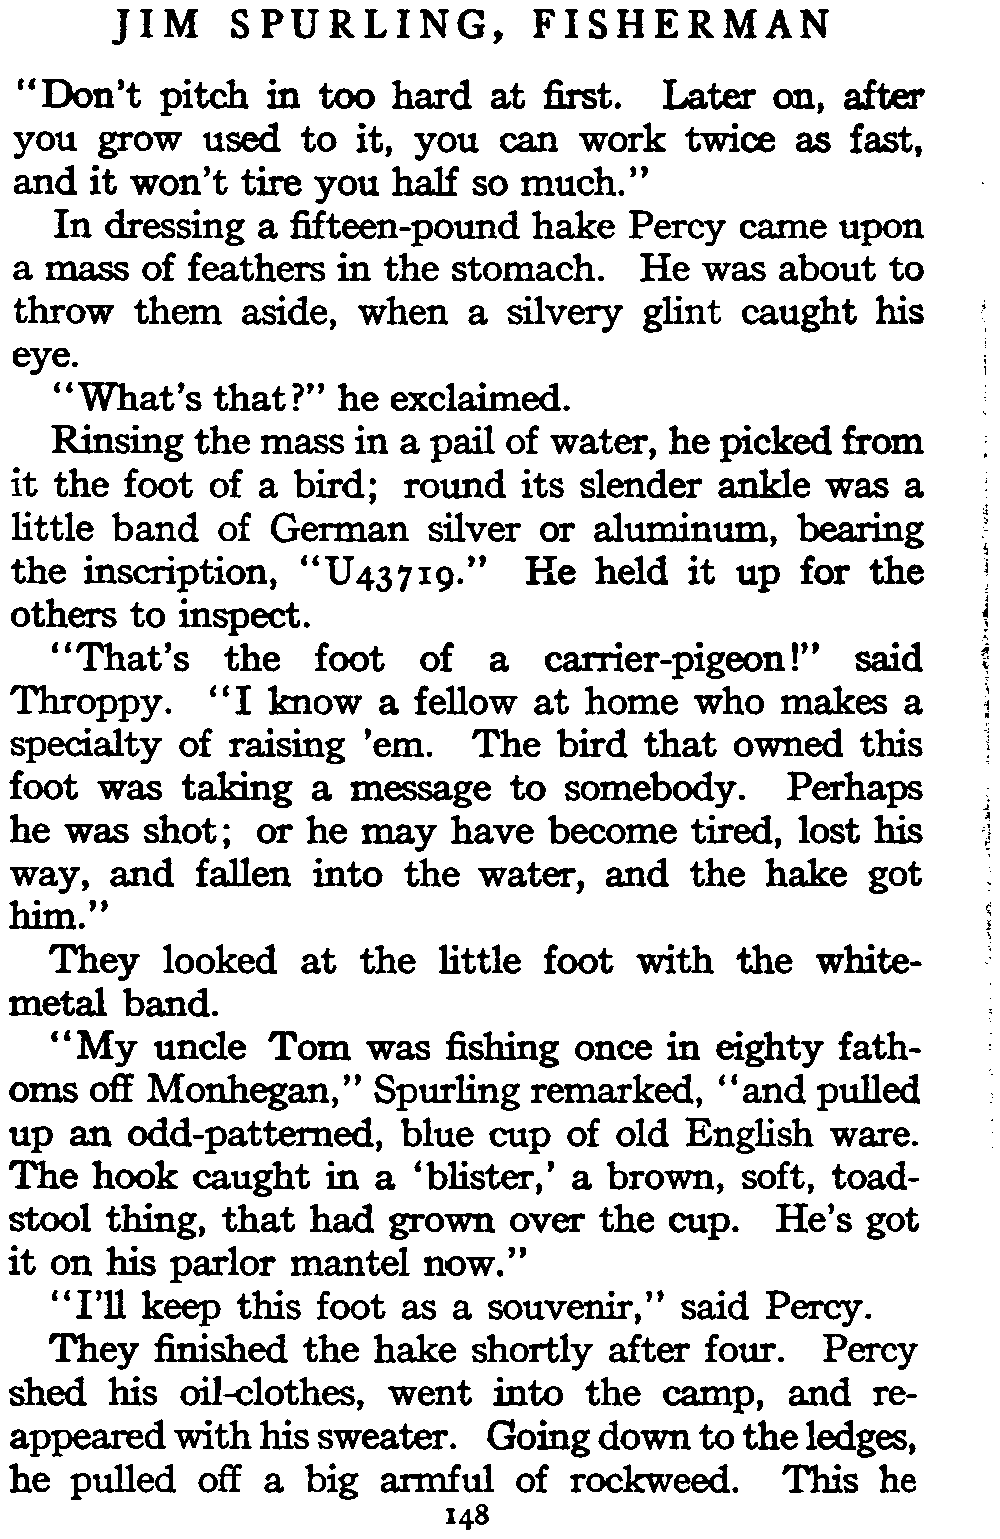 JIM SPURLING, FISHERMAN
"Don't pitch in too hard at first. Later on, after
you grow used to it, you can work twice as fast,
and it won't tire you half so much."
In dressing a fifteen-pound hake Percy came upon
a mass of feathers in the stomach. He was about to
throw them aside, when a silvery glint caught his
eye.
"What's that?" he exclaimed.
Rinsing the mass in a pail of water, he picked from
it the foot of a bird; round its slender ankle was a
little band of German silver or aluminum, bearing
the inscription, "U43719." He held it up for the
others to inspect.
"That's the foot of a carrier-pigeon!" said
Throppy. "I know a fellow at home who makes a
specialty of raising 'em. The bird that owned this
foot was taking a message to somebody. Perhaps
he was shot; or he may have become tired, lost his
way, and fallen into the water, and the hake got
him."
They looked at the little foot with the white-
metal band.
"My uncle Tom was fishing once in eighty fath-
oms off Monhegan," Spurling remarked, "and pulled
up an odd-patterned, blue cup of old English ware.
The hook caught in a 'blister,' a brown, soft, toad-
stool thing, that had grown over the cup. He's got
it on his parlor mantel now."
"I'll keep this foot as a souvenir," said Percy.
They finished the hake shortly after four. Percy
shed his oil-clothes, went into the camp, and re-
appeared with his sweater. Going down to the ledges,
he pulled off a big armful of rockweed. This he
148